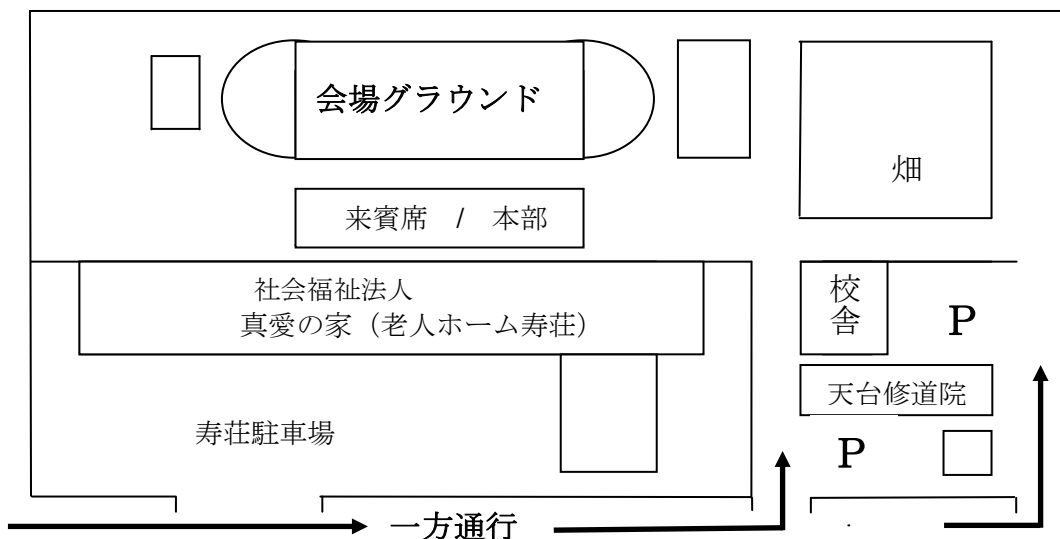 会場グラウンド
畑
来賓席 / 本部
社会福祉法人
真愛の家（老人ホーム寿荘）
校舎
P
天台修道院
寿荘駐車場
P
一方通行